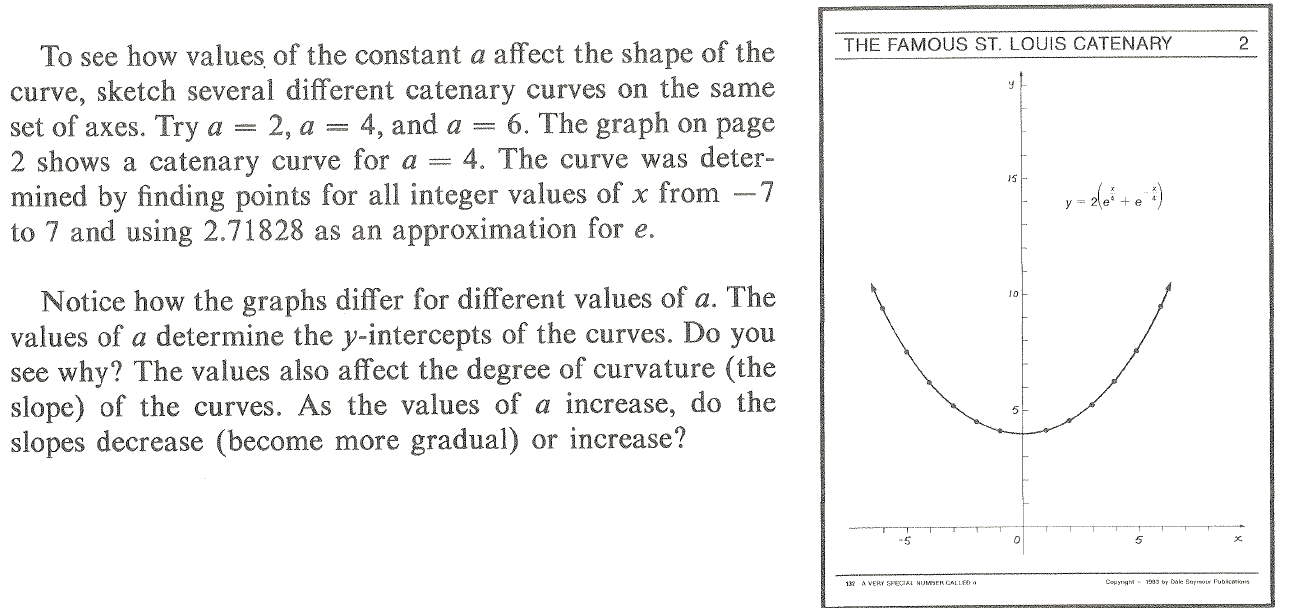 To see how values of the constant a affect the shape of the
curve, sketch several different catenary curves on the same
set of axes. Try a = 2, a = 4, and a = 6. The graph on page
2 shows a catenary curve for a = 4. The curve was deter-
mined by finding points for all integer values of x from −7
to 7 and using 2.71828 as an approximation for e.
Notice how the graphs differ for different values of a. The
values of a determine the y-intercepts of the curves. Do you
see why? The values also affect the degree of curvature (the
slope) of the curves. As the values of a increase, do the
slopes decrease (become more gradual) or increase?
THE FAMOUS ST. LOUIS CATENARY 2
y
15
y = 2(e^(x/4) + e^(-x/4))
10
5
-5 0 5 x
132 A VERY SPECIAL NUMBER CALLED
Copyright © 1983 by Dale Seymour Publications